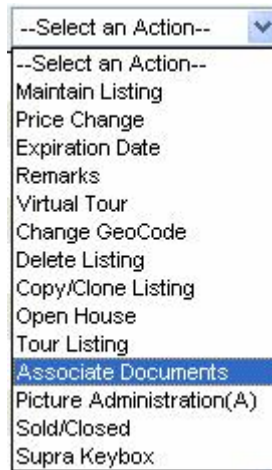 --Select an Action--
--Select an Action--
Maintain Listing
Price Change
Expiration Date
Remarks
Virtual Tour
Change GeoCode
Delete Listing
Copy/Clone Listing
Open House
Tour Listing
Associate Documents
Picture Administration(A)
Sold/Closed
Supra Keybox